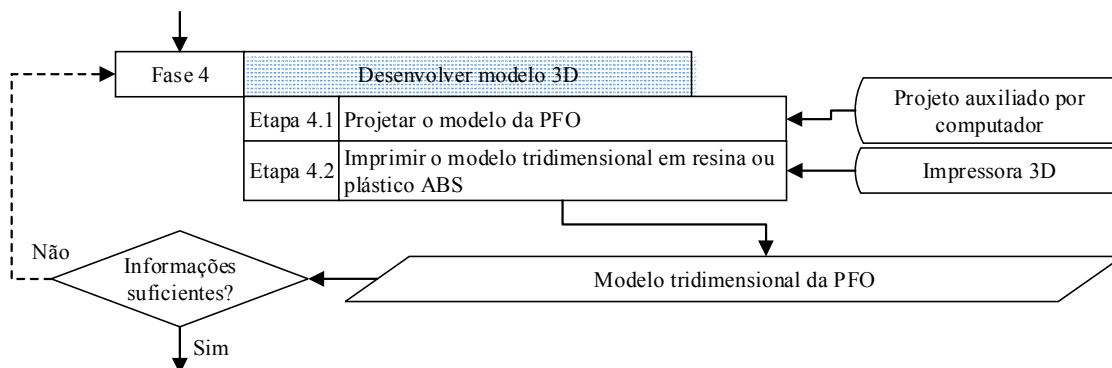 Fase 4
Desenvolver modelo 3D
Etapa 4.1
Projetar o modelo da PFO
Projeto auxiliado por
computador
Etapa 4.2
Imprimir o modelo tridimensional em resina ou
plástico ABS
Impressora 3D
Não
Informações
suficientes?
Modelo tridimensional da PFO
Sim